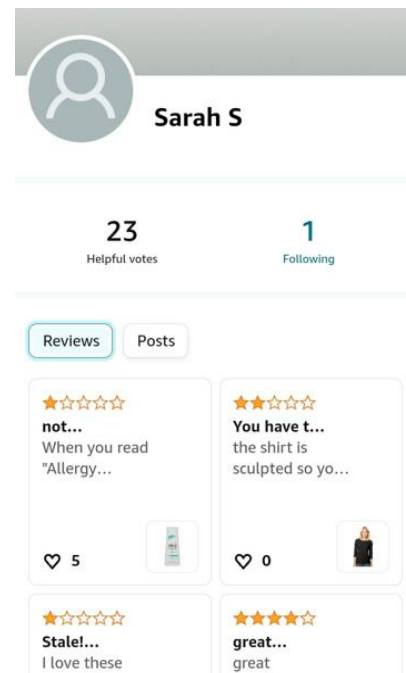 Sarah S
23
Helpful votes
1
Following
Reviews
Posts
not...
When you read
"Allergy...
5
You have t...
the shirt is
sculpted so yo...
0
Stale!...
I love these
great...
great